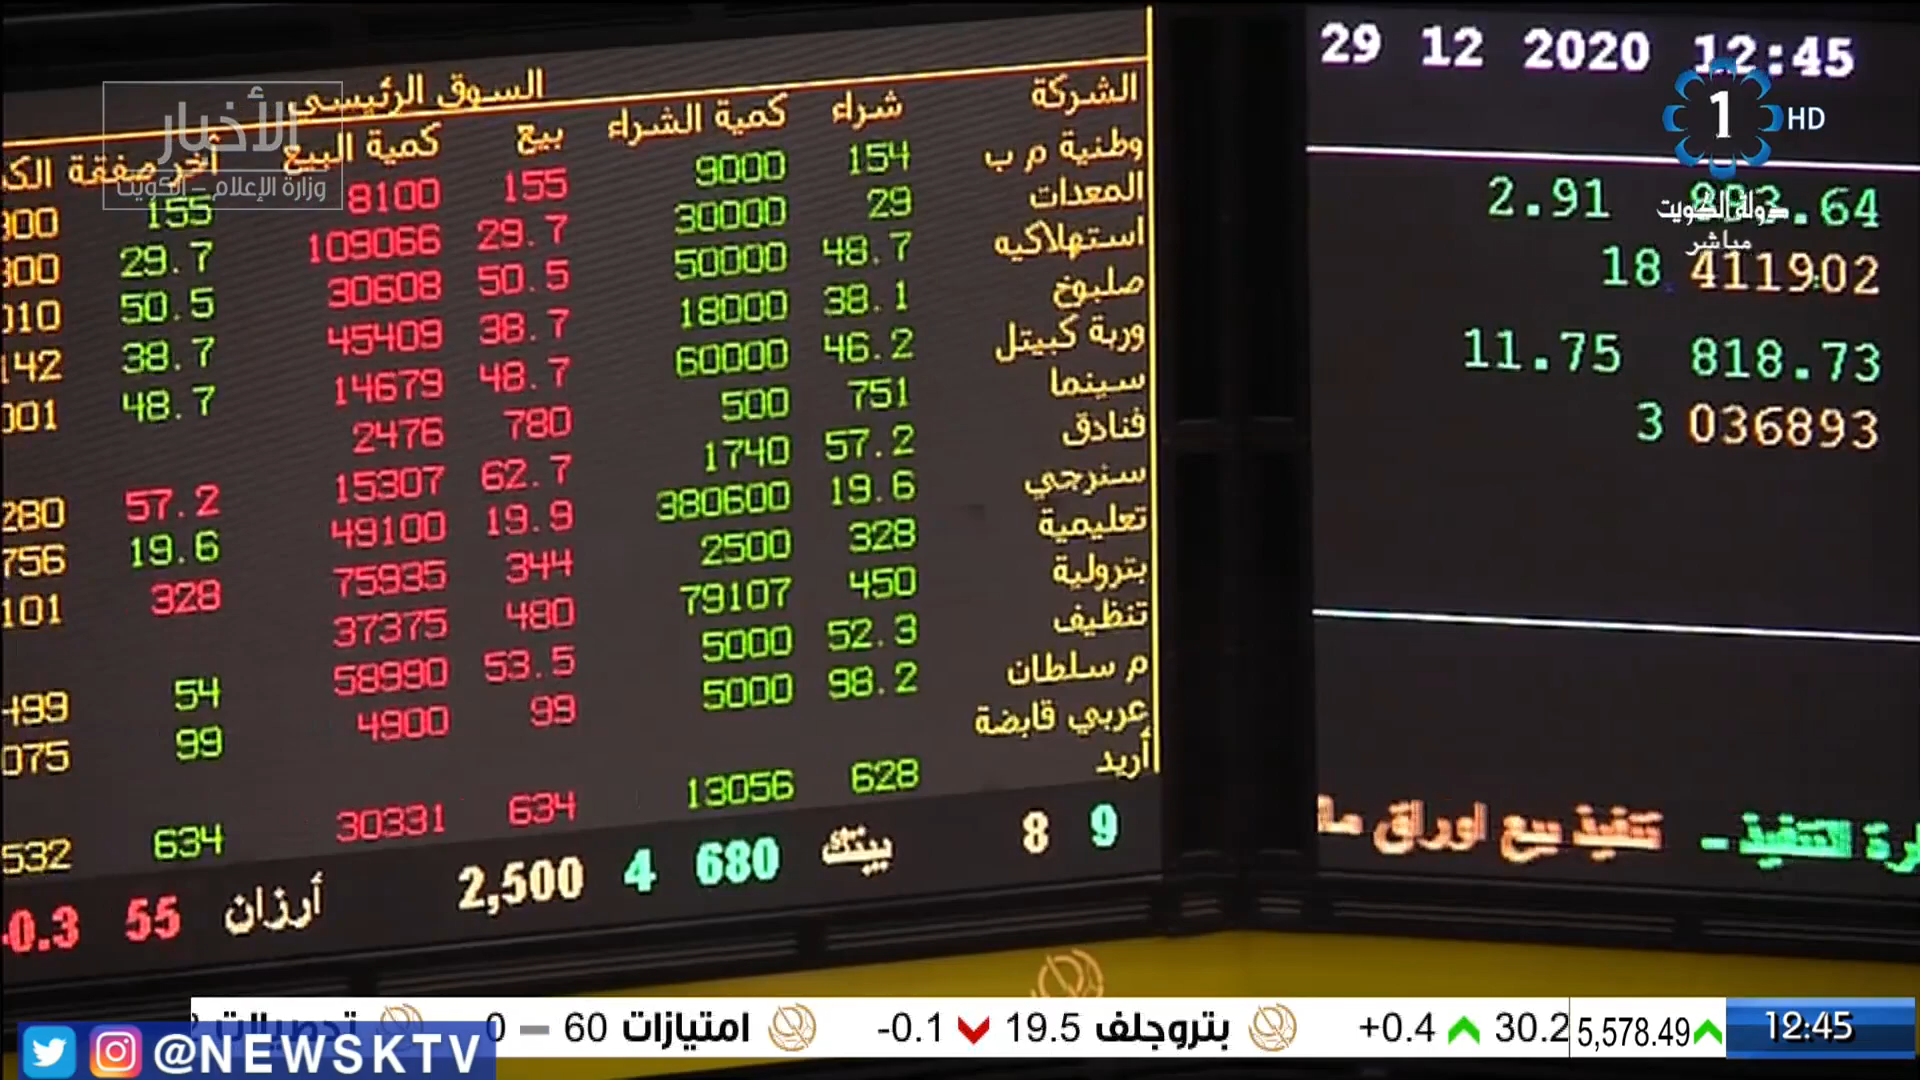 السوق الرئيسي
الشركة شراء كمية الشراء بيع كمية البيع أخر صفقة
وطنية م ب 154 9000 155 8100 155
المعدات 29 30000 29.7 109066 29.7
استهلاكيه 48.7 50000 50.5 30608 50.5
صلبوخ 38.1 18000 38.7 45409 38.7
وربة كبيتل 46.2 60000 48.7 14679 48.7
سينما 751 500 780 2476
فنادق 57.2 1740 62.7 15307 57.2
سنرجي 19.6 380600 19.9 49100 19.6
تعليمية 328 2500 344 75935 328
بترولية 450 79107 480 37375
تنظيف 52.3 5000 53.5 58990 54
م سلطان 98.2 5000 99 4900 99
عربي قابضة
أريد 628 13056 634 30331 634
9 8 بيتك 680 4 2,500 أرزان 55 -0.3
29 12 2020 12:45
2.91
18 411902
11.75 818.73
3 036893
تنفيذ بيع اوراق
الأخبار
وزارة الإعلام - الكويت
1 HD
دولة الكويت
مباشر
12:45
5,578.49
30.2 +0.4
بتروجلف 19.5 -0.1
امتيازات 60 0
@NEWSKTV